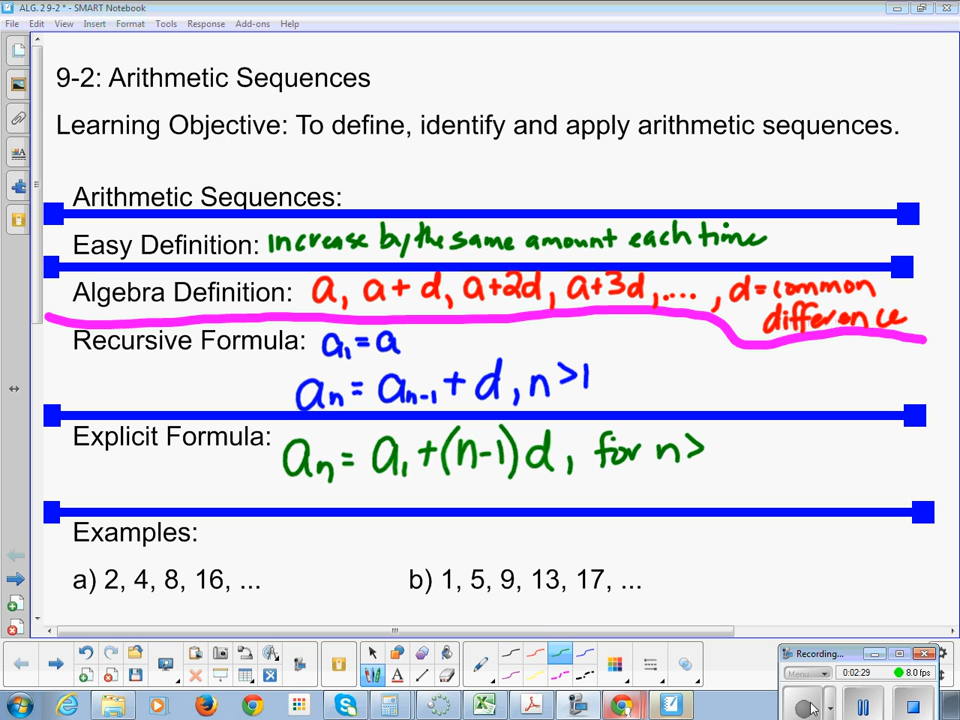 ALG. 2 9-2 * - SMART Notebook
File Edit View Insert Format Tools Response Add-ons Help
9-2: Arithmetic Sequences
Learning Objective: To define, identify and apply arithmetic sequences.
Arithmetic Sequences:
Easy Definition: increase by the same amount each time
Algebra Definition: a, a + d, a+2d, a+3d, ...., d = common
difference
Recursive Formula: a₁ = a
aₙ = aₙ₋₁ + d, n >1
Explicit Formula: aₙ = a₁ +(n-1)d, for n>
Examples:
a) 2, 4, 8, 16, ... b) 1, 5, 9, 13, 17, ...
Recording...
Menu 0:02:29 8.0 fps